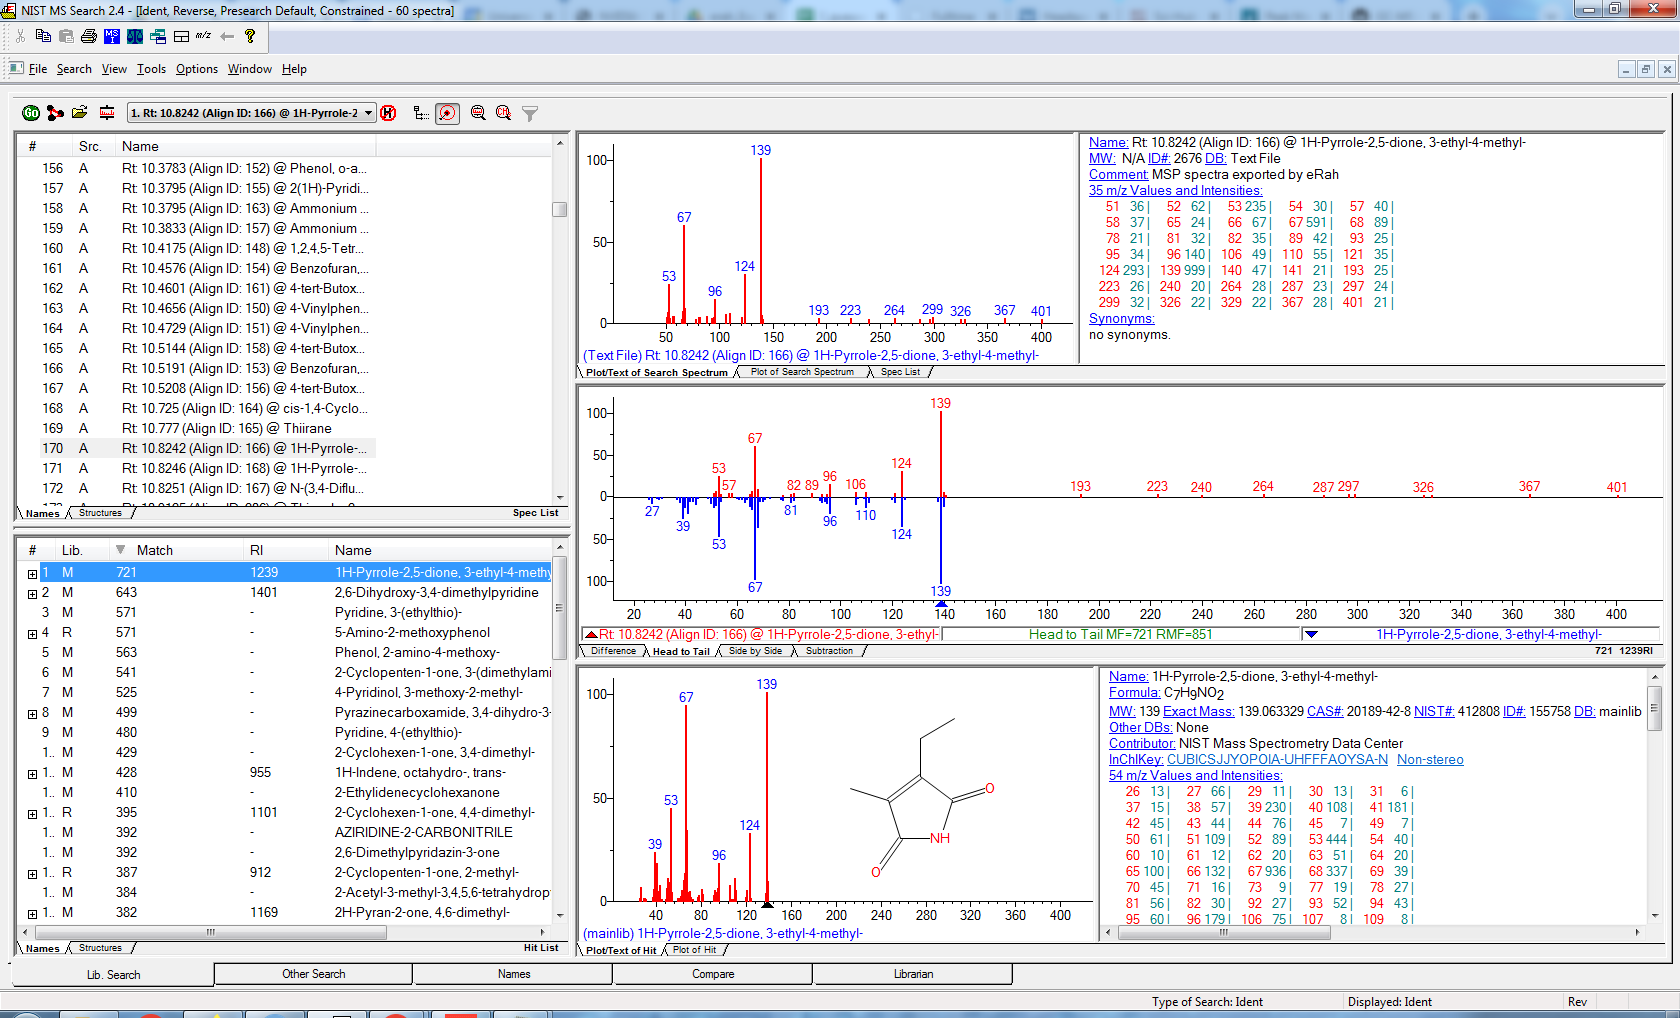 NIST MS Search 2.4 - [Ident, Reverse, Presearch Default, Constrained - 60 spectra]
File Search View Tools Options Window Help
1. Rt: 10.8242 (Align ID: 166) @ 1H-Pyrrole-2
# Src. Name
156 A Rt: 10.3783 (Align ID: 152) @ Phenol, o-a...
157 A Rt: 10.3795 (Align ID: 155) @ 2(1H)-Pyridi...
158 A Rt: 10.3795 (Align ID: 163) @ Ammonium ...
159 A Rt: 10.3833 (Align ID: 157) @ Ammonium ...
160 A Rt: 10.4175 (Align ID: 148) @ 1,2,4,5-Tetr...
161 A Rt: 10.4576 (Align ID: 154) @ Benzofuran,...
162 A Rt: 10.4601 (Align ID: 161) @ 4-tert-Butox...
163 A Rt: 10.4656 (Align ID: 150) @ 4-Vinylphen...
164 A Rt: 10.4729 (Align ID: 151) @ 4-Vinylphen...
165 A Rt: 10.5144 (Align ID: 158) @ 4-tert-Butox...
166 A Rt: 10.5191 (Align ID: 153) @ Benzofuran,...
167 A Rt: 10.5208 (Align ID: 156) @ 4-tert-Butox...
168 A Rt: 10.725 (Align ID: 164) @ cis-1,4-Cyclo...
169 A Rt: 10.777 (Align ID: 165) @ Thiirane
170 A Rt: 10.8242 (Align ID: 166) @ 1H-Pyrrole-...
171 A Rt: 10.8246 (Align ID: 168) @ 1H-Pyrrole-...
172 A Rt: 10.8251 (Align ID: 167) @ N-(3,4-Diflu...
Names Structures Spec List
# Lib. Match RI Name
1 M 721 1239 1H-Pyrrole-2,5-dione, 3-ethyl-4-methy
2 M 643 1401 2,6-Dihydroxy-3,4-dimethylpyridine
3 M 571 - Pyridine, 3-(ethylthio)-
4 R 571 - 5-Amino-2-methoxyphenol
5 M 563 - Phenol, 2-amino-4-methoxy-
6 M 541 - 2-Cyclopenten-1-one, 3-(dimethylami
7 M 525 - 4-Pyridinol, 3-methoxy-2-methyl-
8 M 499 - Pyrazinecarboxamide, 3,4-dihydro-3-
9 M 480 - Pyridine, 4-(ethylthio)-
1.. M 429 - 2-Cyclohexen-1-one, 3,4-dimethyl-
1.. M 428 955 1H-Indene, octahydro-, trans-
1.. M 410 - 2-Ethylidenecyclohexanone
1.. R 395 1101 2-Cyclohexen-1-one, 4,4-dimethyl-
1.. M 392 - AZIRIDINE-2-CARBONITRILE
1.. M 392 - 2,6-Dimethylpyridazin-3-one
1.. R 387 912 2-Cyclopenten-1-one, 2-methyl-
1.. M 384 - 2-Acetyl-3-methyl-3,4,5,6-tetrahydrop
1.. M 382 1169 2H-Pyran-2-one, 4,6-dimethyl-
Names Structures Hit List
100 50 0
139 67 53 96 124 193 223 264 299 326 367 401
50 100 150 200 250 300 350 400
(Text File) Rt: 10.8242 (Align ID: 166) @ 1H-Pyrrole-2,5-dione, 3-ethyl-4-methyl-
Plot/Text of Search Spectrum Plot of Search Spectrum Spec List
Name: Rt: 10.8242 (Align ID: 166) @ 1H-Pyrrole-2,5-dione, 3-ethyl-4-methyl-
MW: N/A ID#: 2676 DB: Text File
Comment: MSP spectra exported by eRah
35 m/z Values and Intensities:
51 36 | 52 62 | 53 235 | 54 30 | 57 40 |
58 37 | 65 24 | 66 67 | 67 591 | 68 89 |
78 21 | 81 32 | 82 35 | 89 42 | 93 25 |
95 34 | 96 140 | 106 49 | 110 55 | 121 35 |
124 293 | 139 999 | 140 47 | 141 21 | 193 25 |
223 26 | 240 20 | 264 28 | 287 23 | 297 24 |
299 32 | 326 22 | 329 22 | 367 28 | 401 21 |
Synonyms:
no synonyms.
100 50 0 50 100
139 67 53 57 82 89 96 106 124 193 223 240 264 287 297 326 367 401
27 39 53 67 81 96 110 124 139
20 40 60 80 100 120 140 160 180 200 220 240 260 280 300 320 340 360 380 400
Rt: 10.8242 (Align ID: 166) @ 1H-Pyrrole-2,5-dione, 3-ethyl- Head to Tail MF=721 RMF=851 1H-Pyrrole-2,5-dione, 3-ethyl-4-methyl-
Difference Head to Tail Side by Side Subtraction 721 1239RI
100 50 0
139 67 53 39 96 124
40 80 120 160 200 240 280 320 360 400
O NH O
(mainlib) 1H-Pyrrole-2,5-dione, 3-ethyl-4-methyl-
Plot/Text of Hit Plot of Hit
Name: 1H-Pyrrole-2,5-dione, 3-ethyl-4-methyl-
Formula: C7H9NO2
MW: 139 Exact Mass: 139.063329 CAS#: 20189-42-8 NIST#: 412808 ID#: 155758 DB: mainlib
Other DBs: None
Contributor: NIST Mass Spectrometry Data Center
InChIKey: CUBICSJJYOPOIA-UHFFFAOYSA-N Non-stereo
54 m/z Values and Intensities:
26 13 | 27 66 | 29 11 | 30 13 | 31 6 |
37 15 | 38 57 | 39 230 | 40 108 | 41 181 |
42 45 | 43 44 | 44 76 | 45 7 | 49 7 |
50 61 | 51 109 | 52 89 | 53 444 | 54 40 |
60 10 | 61 12 | 62 20 | 63 51 | 64 20 |
65 100 | 66 132 | 67 936 | 68 337 | 69 39 |
70 45 | 71 16 | 73 9 | 77 19 | 78 27 |
81 56 | 82 30 | 92 27 | 93 52 | 94 43 |
95 60 | 96 179 | 106 75 | 107 8 | 109 8 |
Lib. Search Other Search Names Compare Librarian
Type of Search: Ident Displayed: Ident Rev